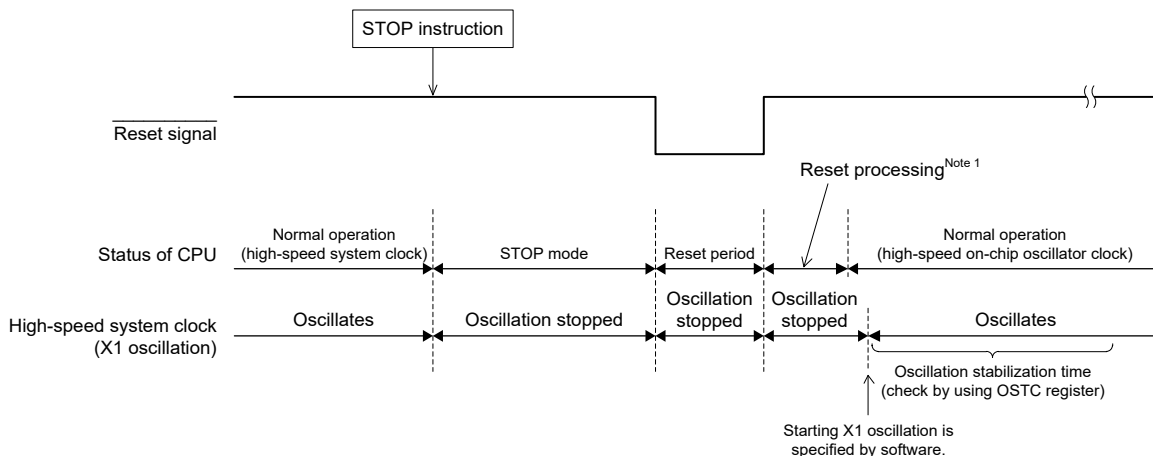 STOP instruction
Reset signal
Reset processing Note 1
Status of CPU
Normal operation
(high-speed system clock)
STOP mode
Reset period
Normal operation
(high-speed on-chip oscillator clock)
High-speed system clock
(X1 oscillation)
Oscillates
Oscillation stopped
Oscillation
stopped
Oscillation
stopped
Oscillates
Oscillation stabilization time
(check by using OSTC register)
Starting X1 oscillation is
specified by software.